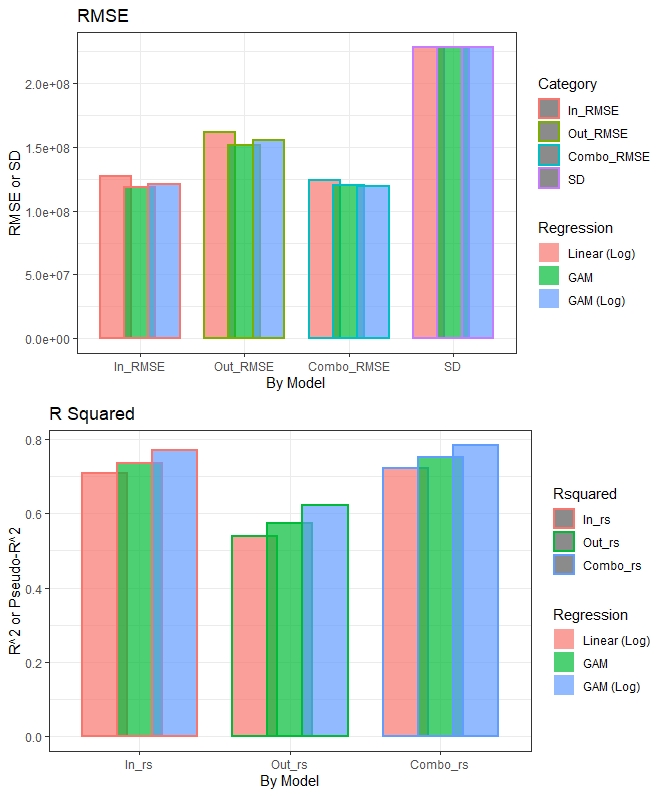 RMSE
RMSE or SD
2.0e+08
1.5e+08
1.0e+08
5.0e+07
0.0e+00
In_RMSE
Out_RMSE
Combo_RMSE
SD
By Model
Category
In_RMSE
Out_RMSE
Combo_RMSE
SD
Regression
Linear (Log)
GAM
GAM (Log)
R Squared
R^2 or Pseudo-R^2
0.8
0.6
0.4
0.2
0.0
In_rs
Out_rs
Combo_rs
By Model
Rsquared
In_rs
Out_rs
Combo_rs
Regression
Linear (Log)
GAM
GAM (Log)